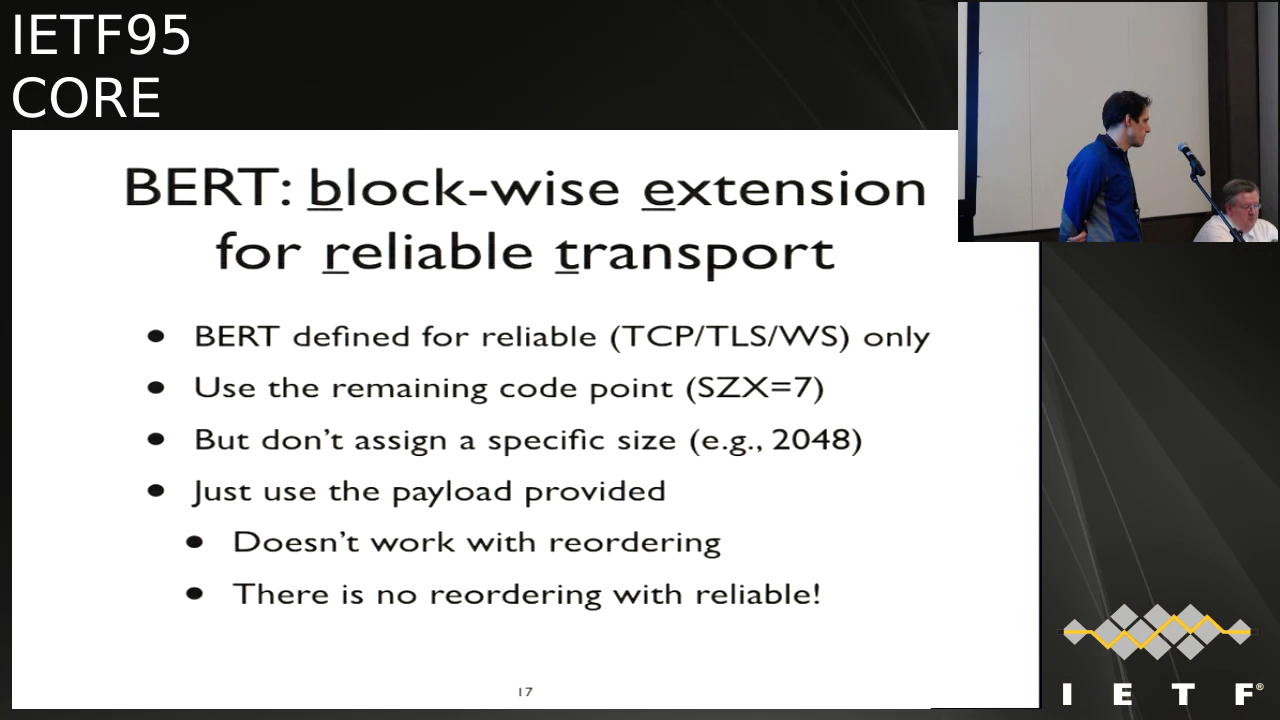 IETF95
CORE
BERT: block-wise extension
for reliable transport
• BERT defined for reliable (TCP/TLS/WS) only
• Use the remaining code point (SZX=7)
• But don't assign a specific size (e.g., 2048)
• Just use the payload provided
• Doesn't work with reordering
• There is no reordering with reliable!
17
I E T F®